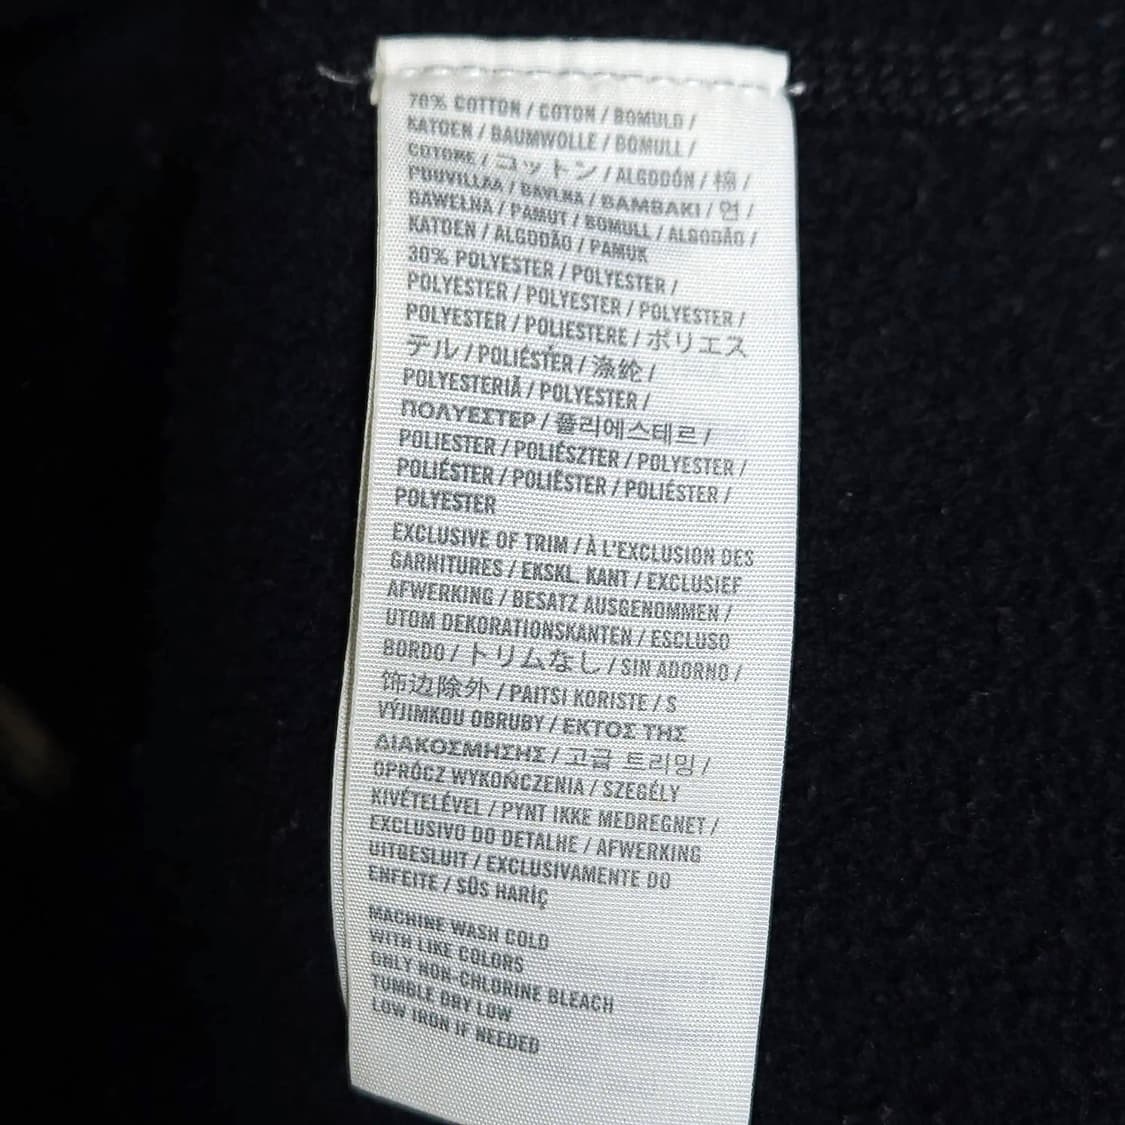 70% COTTON / COTON / BOMULD /
KATOEN / BAUMWOLLE / BOMULL /
COTONE / コットン / ALGODÓN / 棉 /
PUUVILLAA / BAVLNA / BAMBAKI / 면 /
BAWEŁNA / PAMUT / BOMULL / ALGODÃO /
KATOEN / ALGODÃO / PAMUK
30% POLYESTER / POLYESTER /
POLYESTER / POLYESTER / POLYESTER /
POLYESTER / POLIESTERE / ポリエス
テル / POLIÉSTER / 涤纶 /
POLYESTERIÄ / POLYESTER /
ΠΟΛΥΕΣΤΕΡ / 폴리에스테르 /
POLIESTER / POLIÉSZTER / POLYESTER /
POLIÉSTER / POLIËSTER / POLIÉSTER /
POLYESTER
EXCLUSIVE OF TRIM / À L'EXCLUSION DES
GARNITURES / EKSKL. KANT / EXCLUSIEF
AFWERKING / BESATZ AUSGENOMMEN /
UTOM DEKORATIONSKANTEN / ESCLUSO
BORDO / トリムなし / SIN ADORNO /
饰边除外 / PAITSI KORISTE / S
VÝJIMKOU OBRUBY / ΕΚΤΟΣ ΤΗΣ
ΔΙΑΚΟΣΜΗΣΗΣ / 고급 트리밍 /
OPRÓCZ WYKOŃCZENIA / SZEGÉLY
KIVÉTELÉVEL / PYNT IKKE MEDREGNET /
EXCLUSIVO DO DETALHE / AFWERKING
UITGESLUIT / EXCLUSIVAMENTE DO
ENFEITE / SÜS HARİÇ
MACHINE WASH COLD
WITH LIKE COLORS
ONLY NON-CHLORINE BLEACH
TUMBLE DRY LOW
LOW IRON IF NEEDED